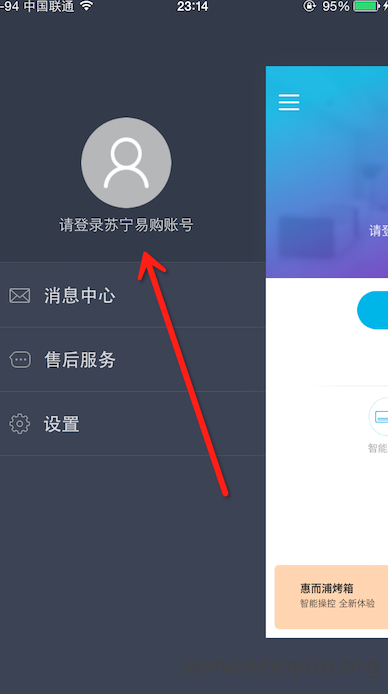 -94 中国联通 23:14 95%
请登录苏宁易购账号
消息中心
售后服务
设置
请登
智能
惠而浦烤箱
智能操控 全新体验